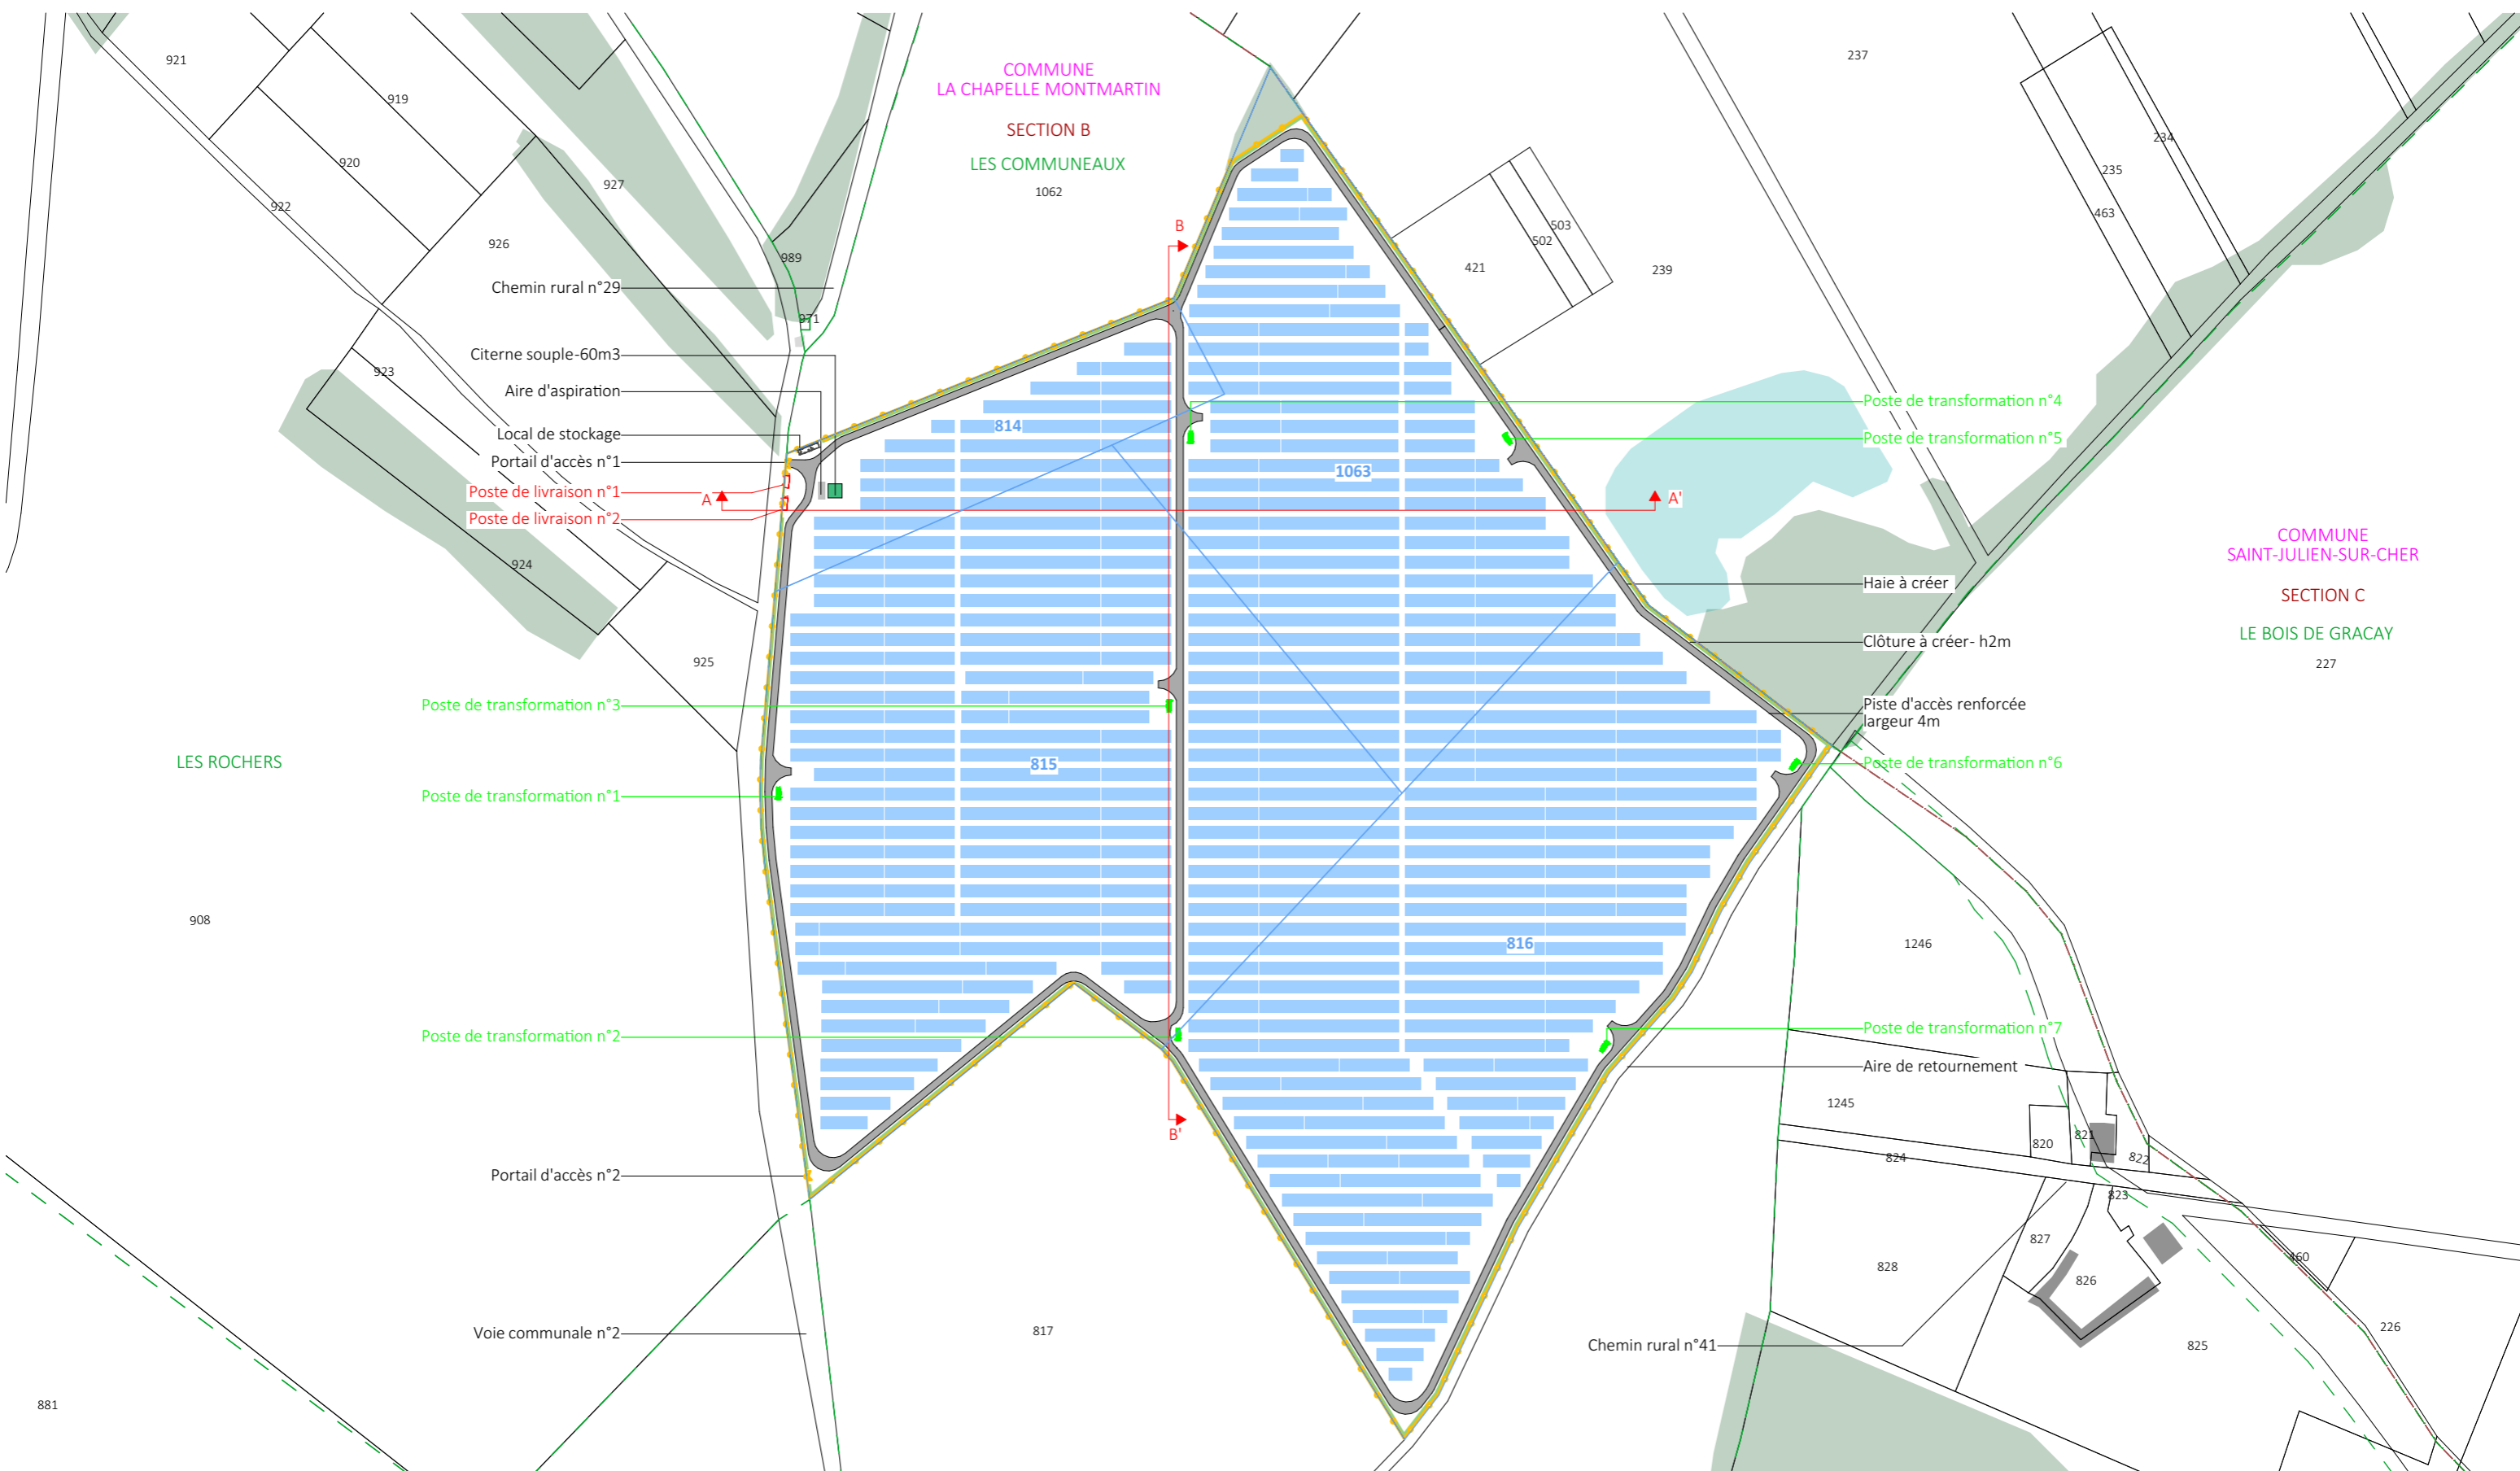 921
919
920
922
927
926
989
971
923
924
925
Chemin rural n°29
Citerne souple-60m3
Aire d'aspiration
Local de stockage
Portail d'accès n°1
Poste de livraison n°1
Poste de livraison n°2
A
COMMUNE
LA CHAPELLE MONTMARTIN
SECTION B
LES COMMUNEAUX
1062
B
237
234
235
463
503
502
421
239
814
1063
Poste de transformation n°4
Poste de transformation n°5
A'
COMMUNE
SAINT-JULIEN-SUR-CHER
SECTION C
LE BOIS DE GRACAY
227
Haie à créer
Clôture à créer- h2m
Piste d'accès renforcée
largeur 4m
Poste de transformation n°6
Poste de transformation n°3
LES ROCHERS
815
Poste de transformation n°1
908
816
1246
Poste de transformation n°2
Poste de transformation n°7
Aire de retournement
B'
1245
820
821
822
824
823
Portail d'accès n°2
827
826
828
460
Voie communale n°2
817
Chemin rural n°41
825
226
881